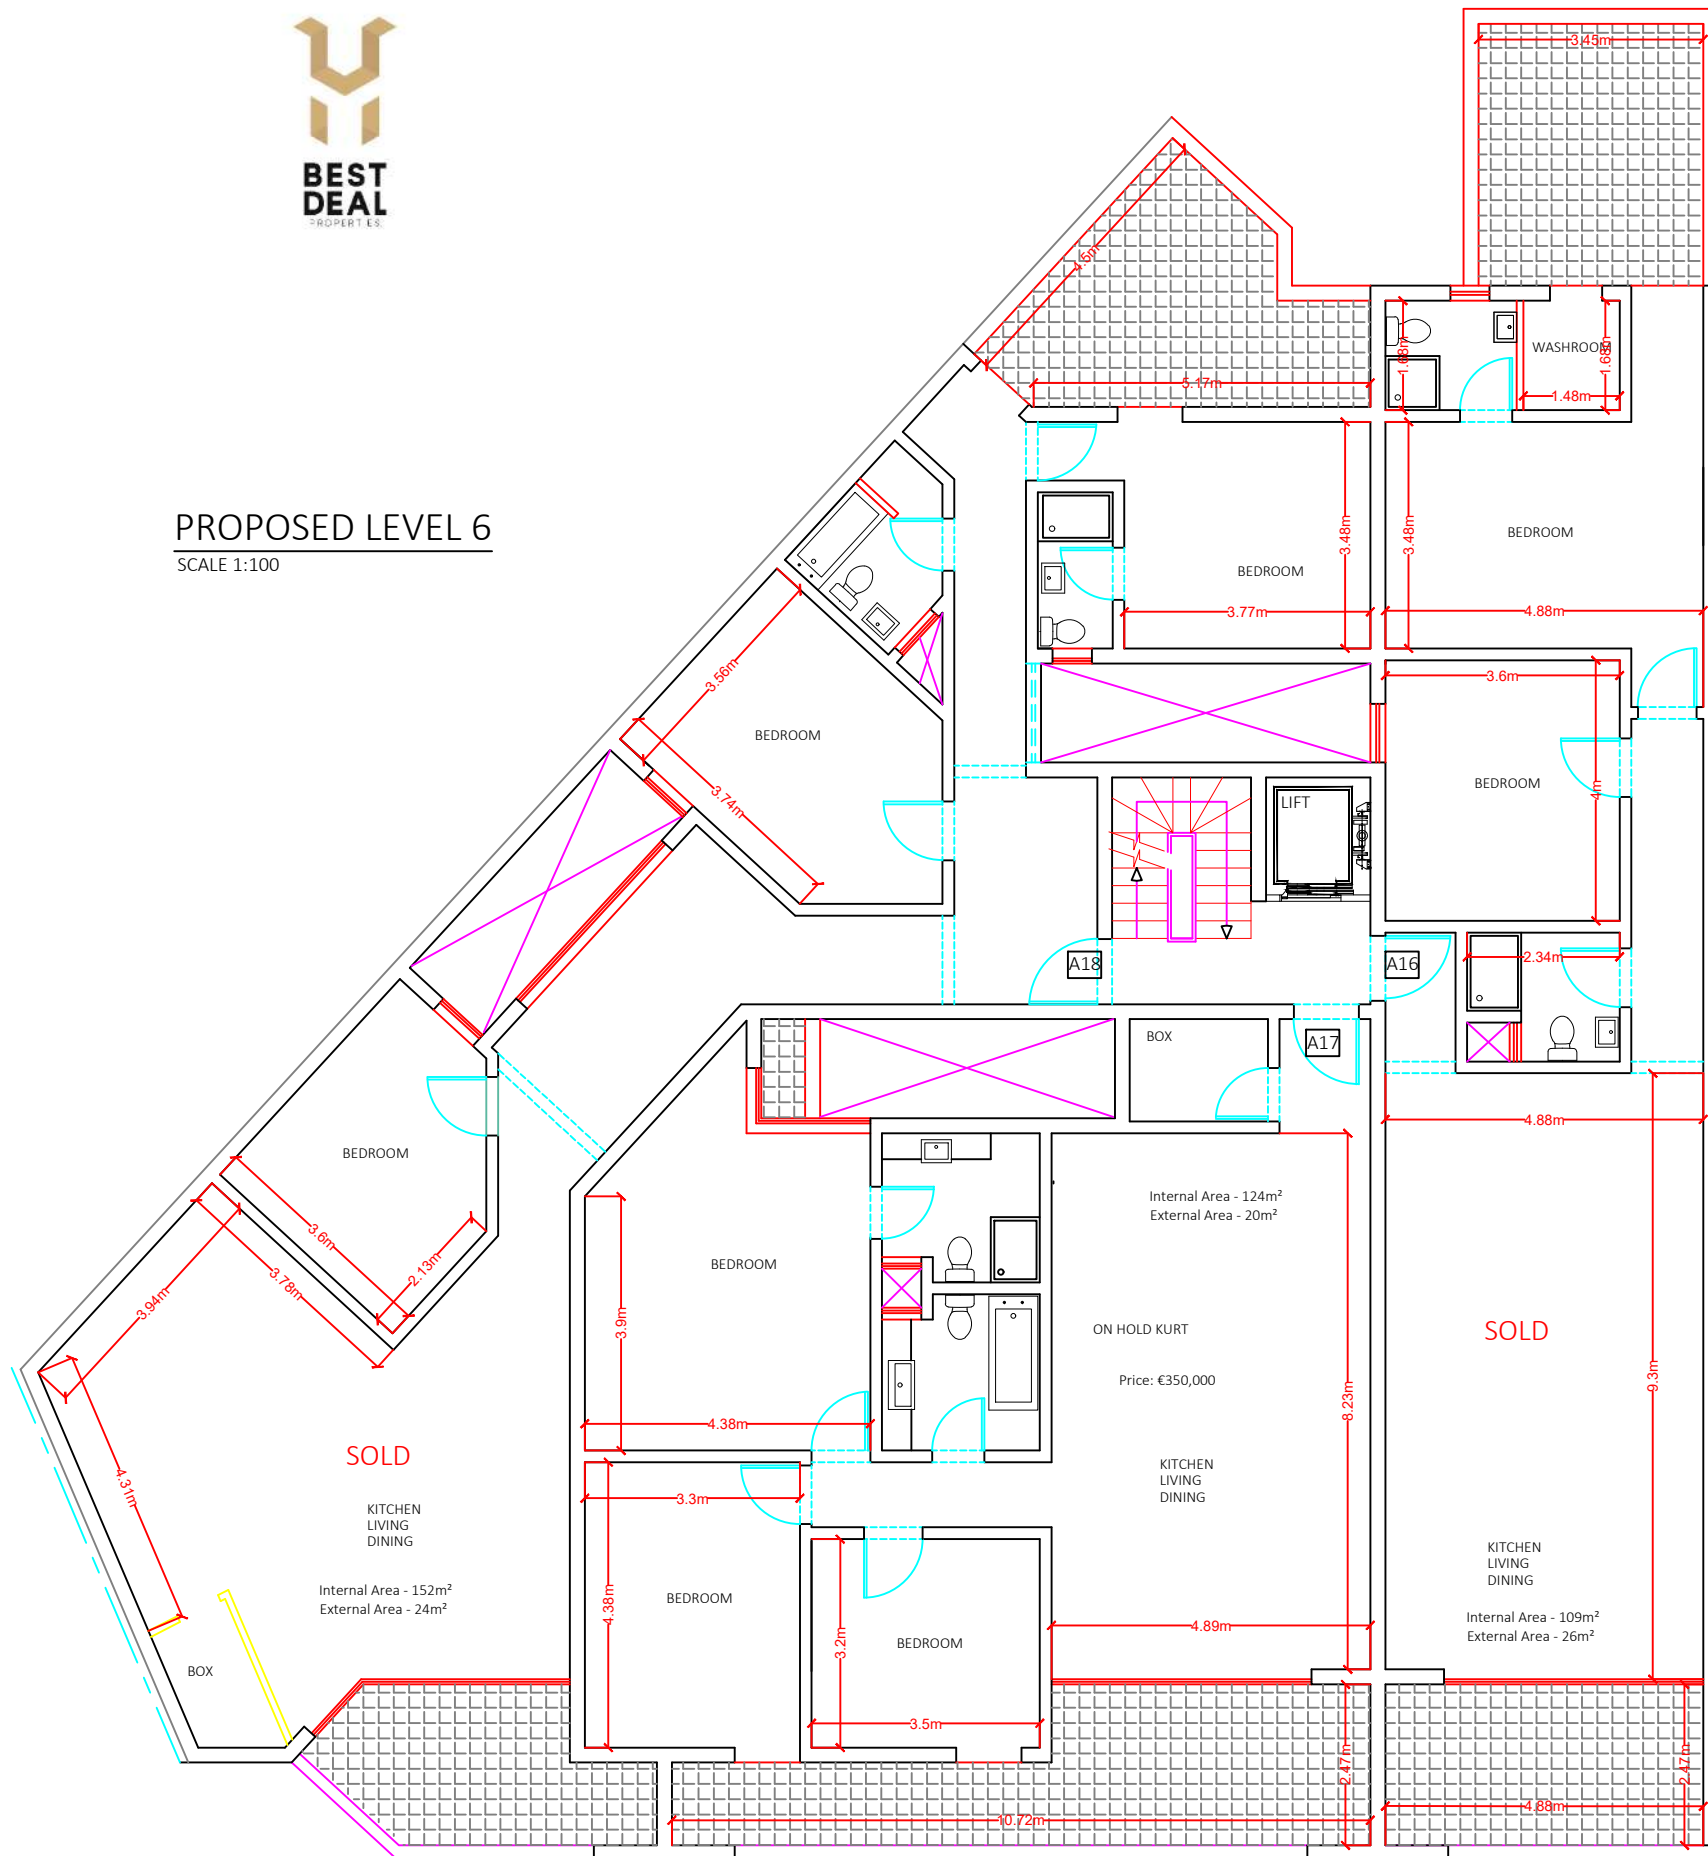 BEST
DEAL
PROPERTIES
PROPOSED LEVEL 6
SCALE 1:100
3.45m
4.5m
5.17m
1.68m
WASHROOM
1.68m
1.48m
3.48m
3.48m
BEDROOM
BEDROOM
3.77m
4.88m
3.56m
3.6m
BEDROOM
3.74m
BEDROOM
4m
LIFT
A18
A16
2.34m
A17
BOX
4.88m
BEDROOM
3.6m
2.13m
3.78m
3.94m
4.31m
SOLD
KITCHEN
LIVING
DINING
Internal Area - 152m²
External Area - 24m²
BOX
BEDROOM
3.9m
4.38m
3.3m
4.38m
BEDROOM
3.2m
BEDROOM
3.5m
Internal Area - 124m²
External Area - 20m²
ON HOLD KURT
Price: €350,000
8.23m
KITCHEN
LIVING
DINING
4.89m
SOLD
9.3m
KITCHEN
LIVING
DINING
Internal Area - 109m²
External Area - 26m²
2.47m
2.47m
10.72m
4.88m